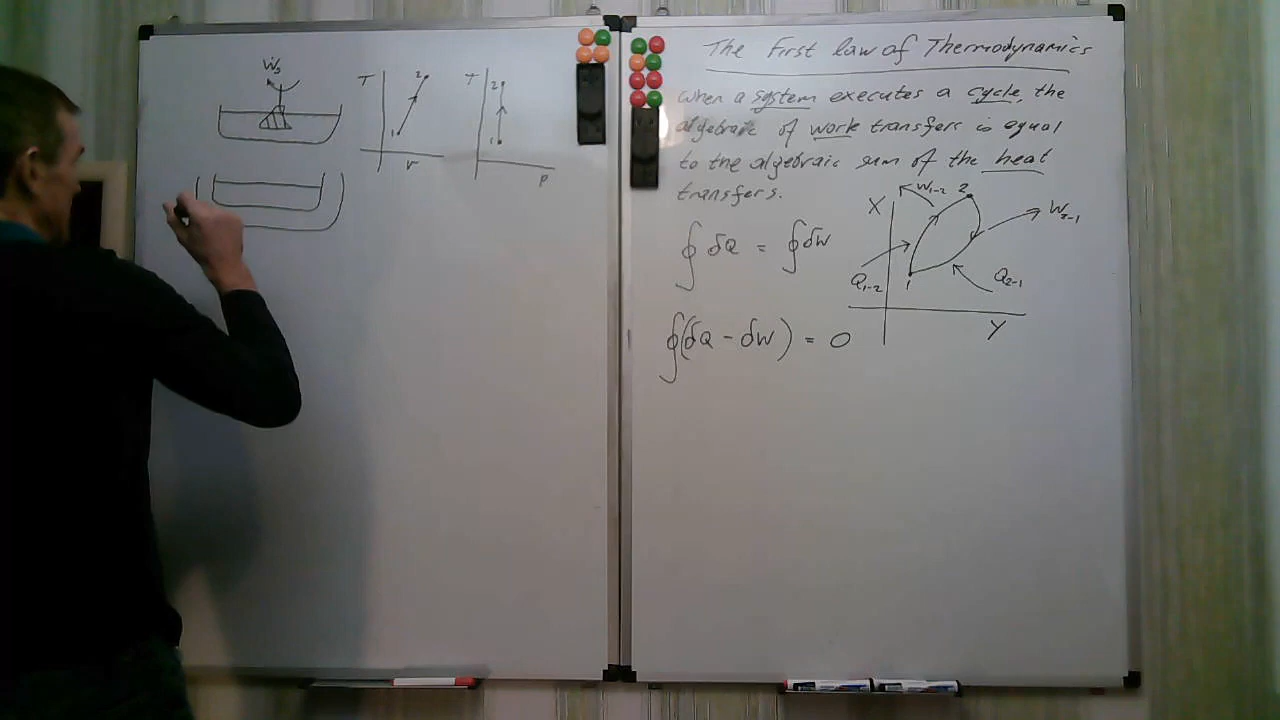 Ws
T 2 1 v
T 2 1 p
The First law of Thermodynamics
When a system executes a cycle, the
algebraic of work transfers is equal
to the algebraic sum of the heat
transfers.
∮ δQ = ∮ δW
∮(δQ - δW) = 0
X W1-2 2 W2-1
Q1-2 1 Q2-1
Y